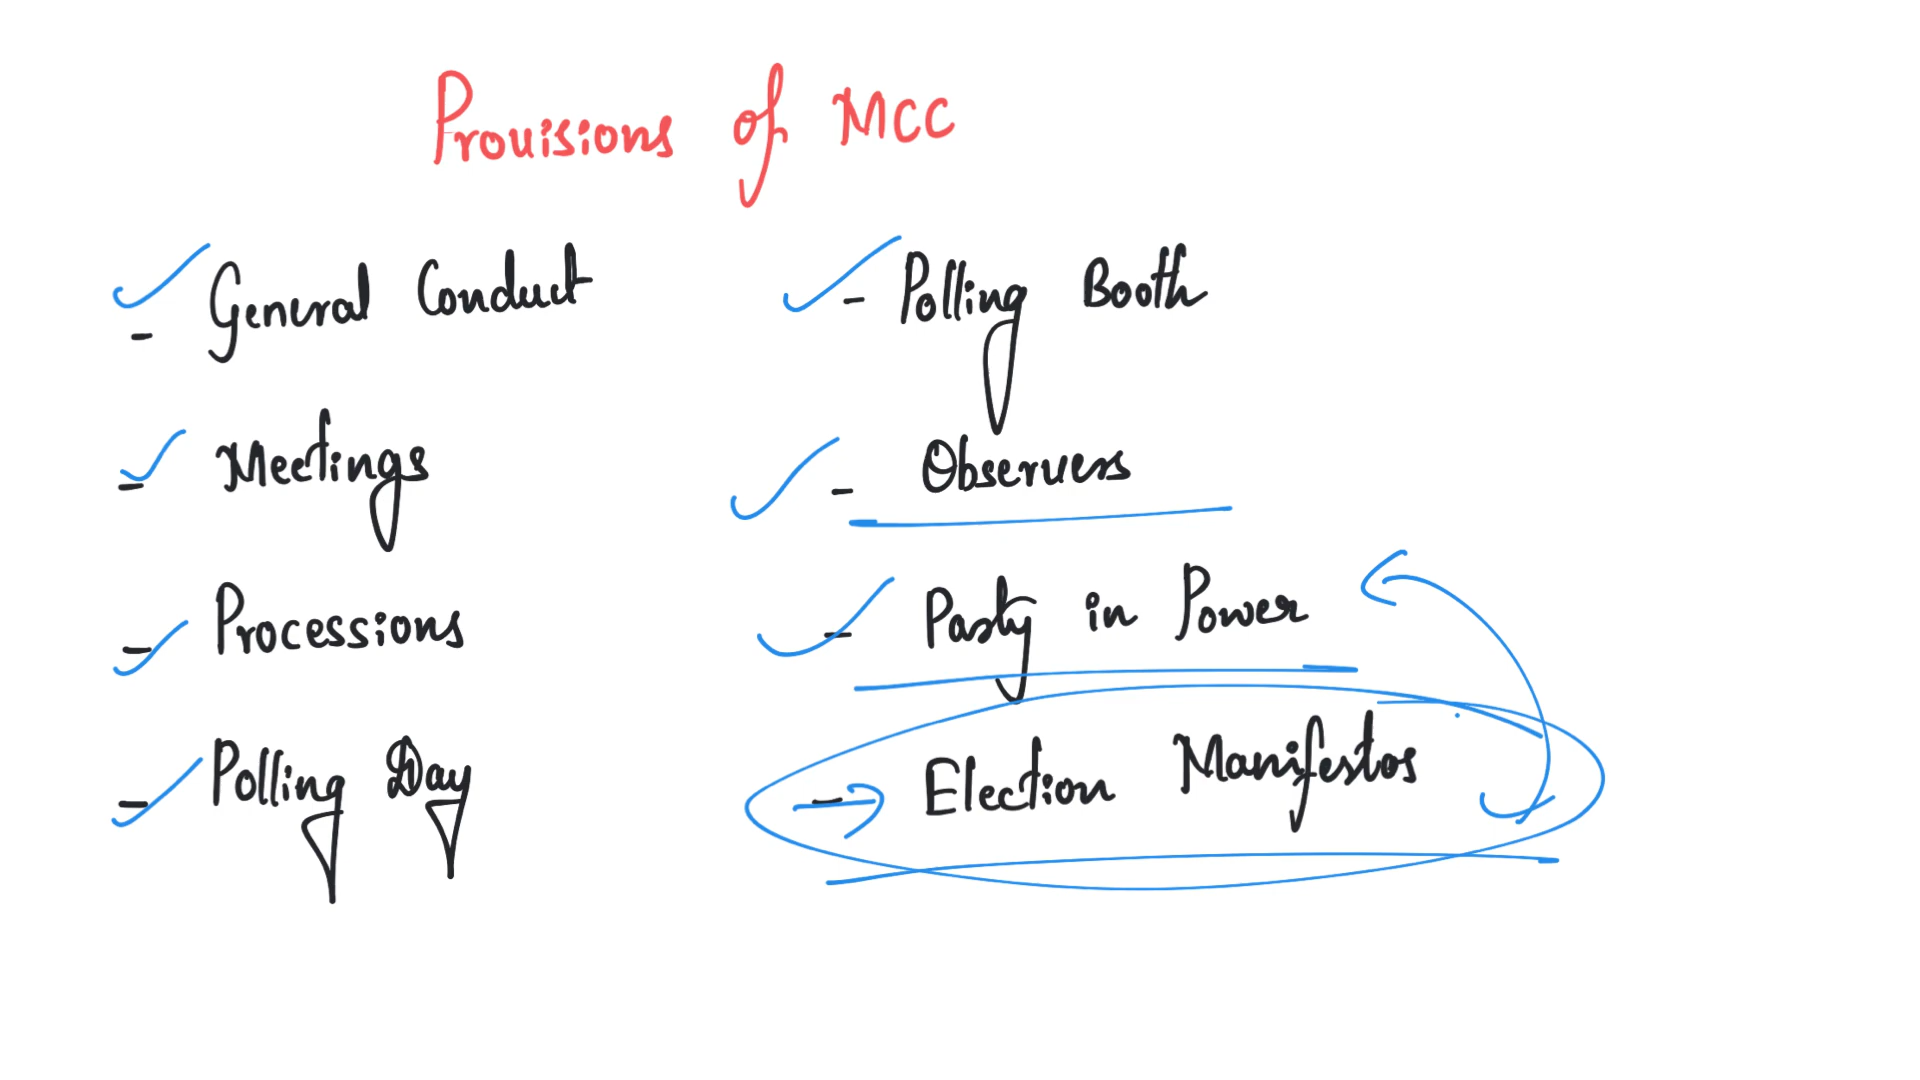 Provisions of MCC
- General Conduct
- Meetings
- Processions
- Polling Day
- Polling Booth
- Observers
- Party in Power
- Election Manifestos